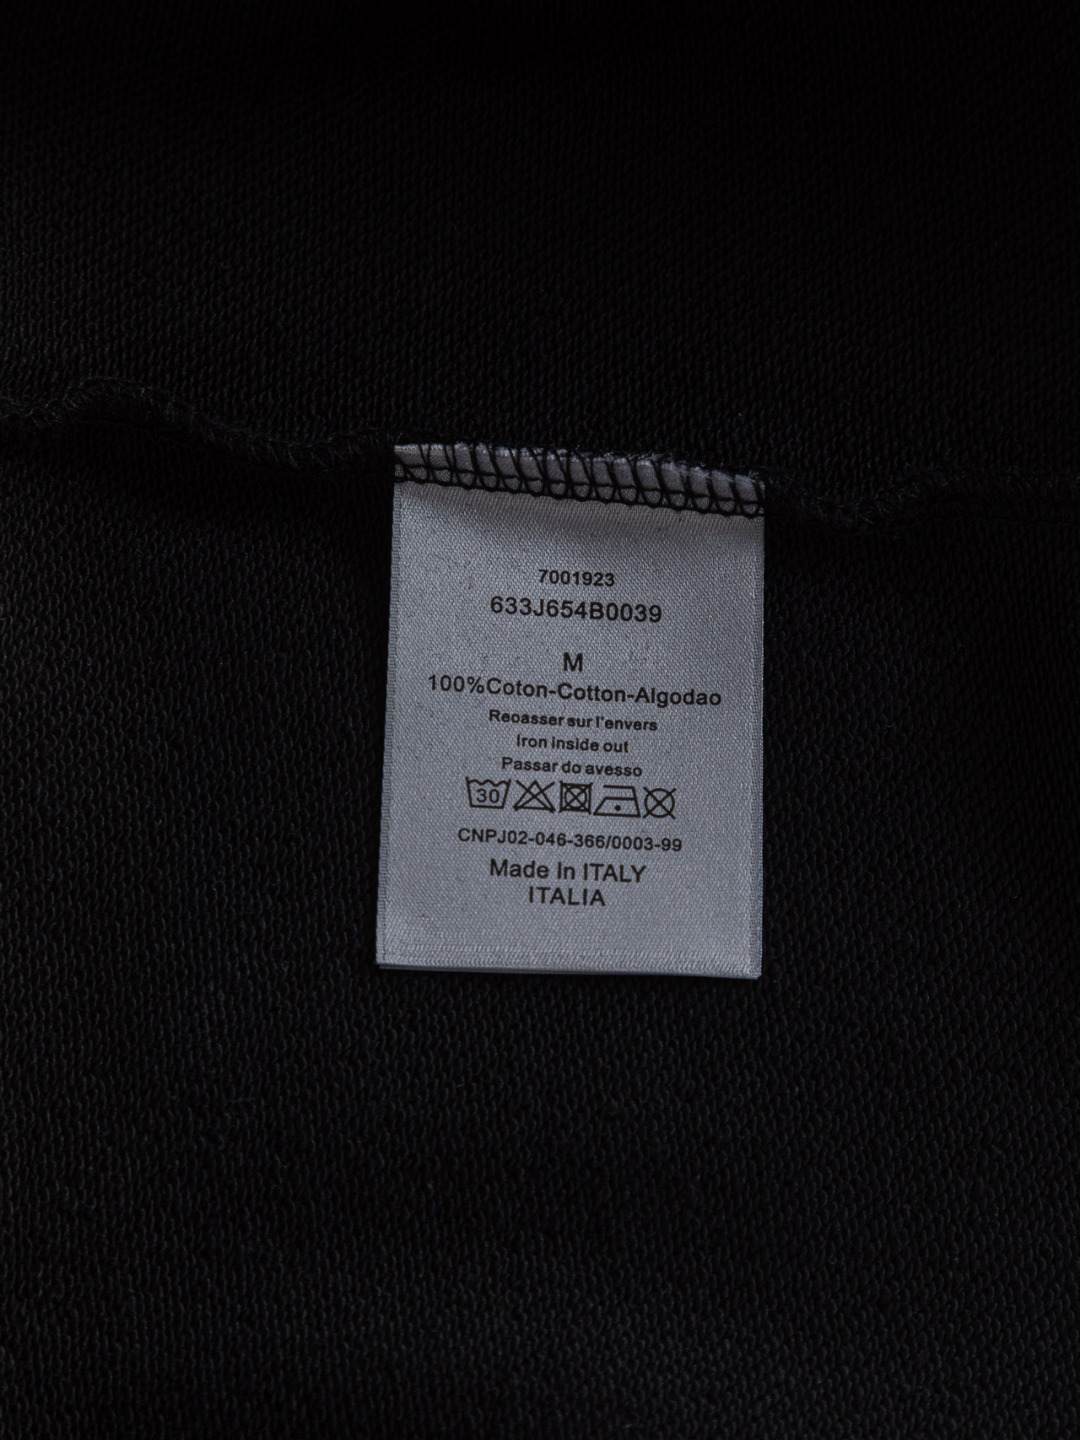 7001923
633J654B0039
M
100%Coton-Cotton-Algodao
Reoasser sur l'envers
Iron inside out
Passar do avesso
30
CNPJ02-046-366/0003-99
Made In ITALY
ITALIA